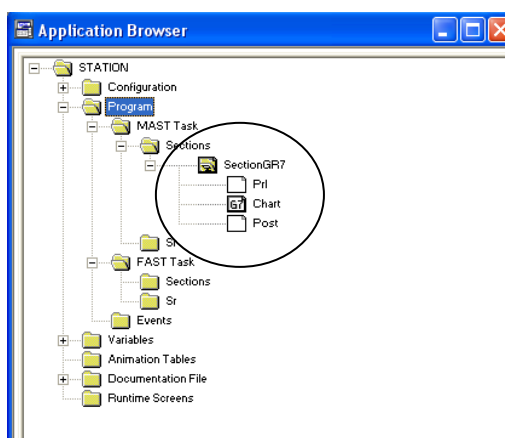 Application Browser
STATION
Configuration
Program
MAST Task
Sections
SectionGR7
Prl
G7 Chart
Post
Sr
FAST Task
Sections
Sr
Events
Variables
Animation Tables
Documentation File
Runtime Screens